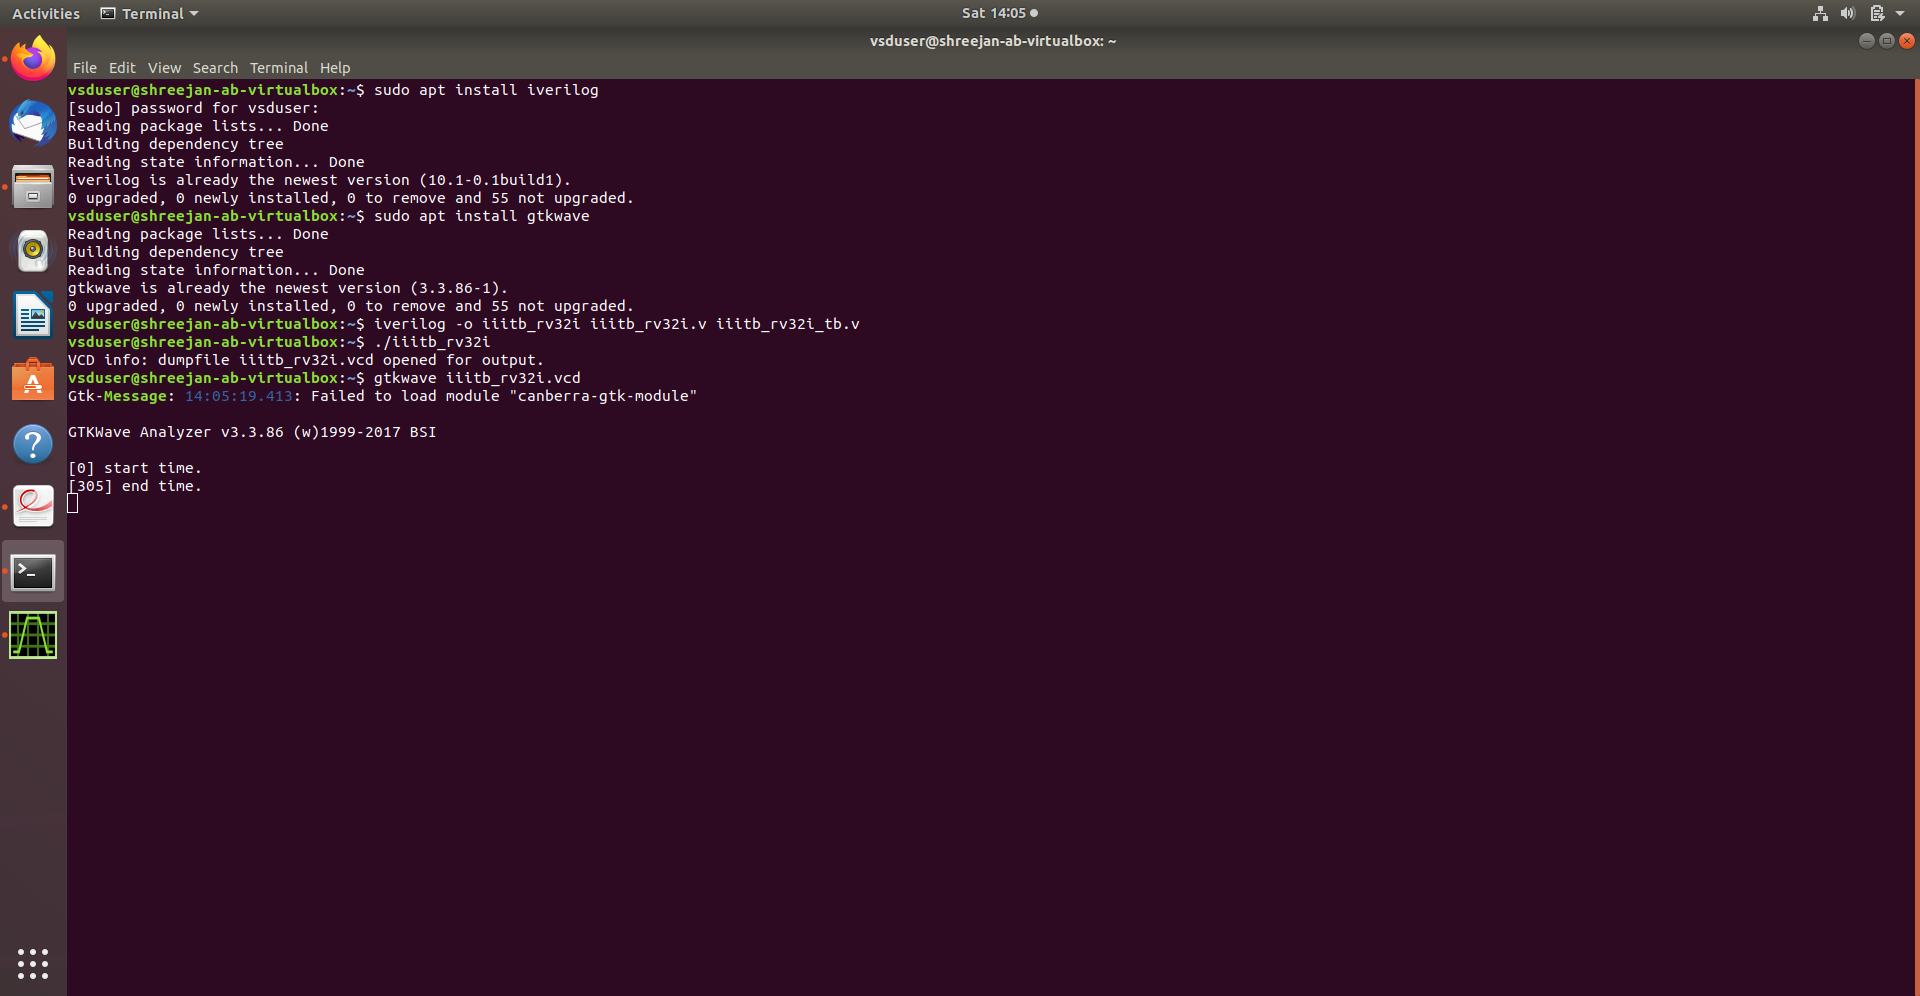 Activities Terminal Sat 14:05
vsduser@shreejan-ab-virtualbox: ~
File Edit View Search Terminal Help
vsduser@shreejan-ab-virtualbox:~$ sudo apt install iverilog
[sudo] password for vsduser:
Reading package lists... Done
Building dependency tree
Reading state information... Done
iverilog is already the newest version (10.1-0.1build1).
0 upgraded, 0 newly installed, 0 to remove and 55 not upgraded.
vsduser@shreejan-ab-virtualbox:~$ sudo apt install gtkwave
Reading package lists... Done
Building dependency tree
Reading state information... Done
gtkwave is already the newest version (3.3.86-1).
0 upgraded, 0 newly installed, 0 to remove and 55 not upgraded.
vsduser@shreejan-ab-virtualbox:~$ iverilog -o iiitb_rv32i iiitb_rv32i.v iiitb_rv32i_tb.v
vsduser@shreejan-ab-virtualbox:~$ ./iiitb_rv32i
VCD info: dumpfile iiitb_rv32i.vcd opened for output.
vsduser@shreejan-ab-virtualbox:~$ gtkwave iiitb_rv32i.vcd
Gtk-Message: 14:05:19.413: Failed to load module "canberra-gtk-module"
GTKWave Analyzer v3.3.86 (w)1999-2017 BSI
[0] start time.
[305] end time.